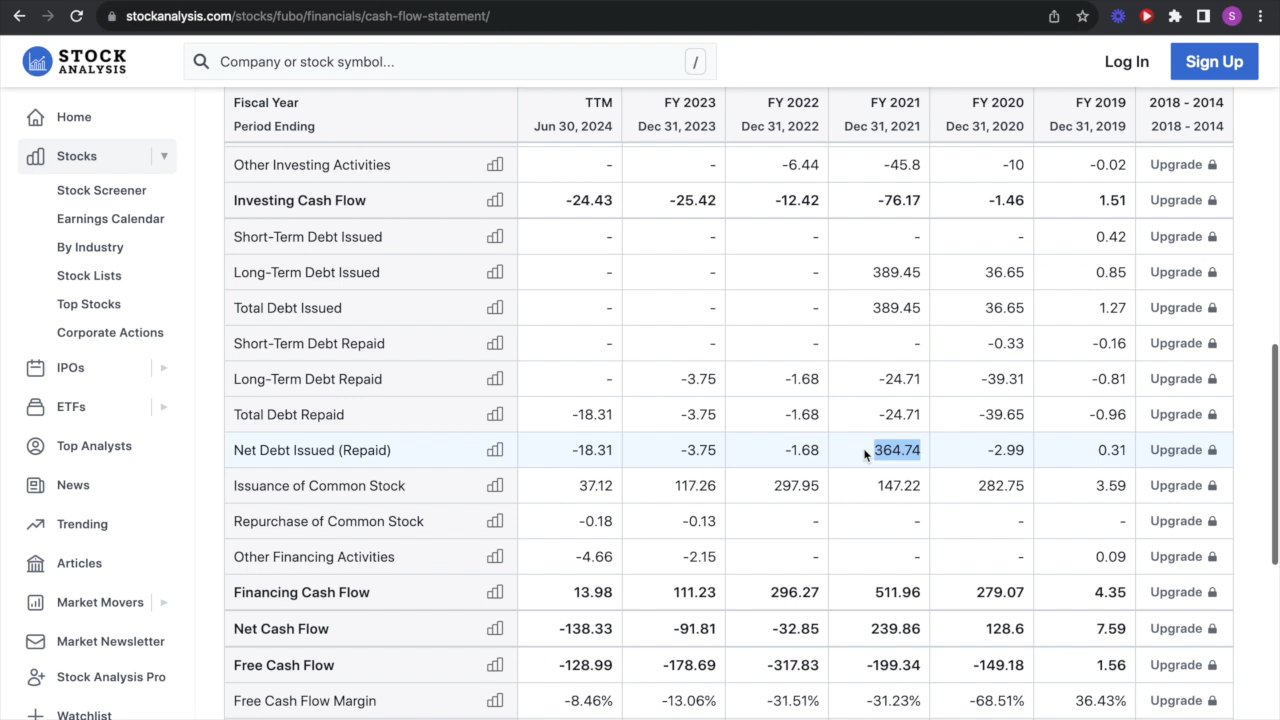 stockanalysis.com/stocks/fubo/financials/cash-flow-statement/
S
STOCK
ANALYSIS
Company or stock symbol...
/
Log In
Sign Up
Home
Stocks
Stock Screener
Earnings Calendar
By Industry
Stock Lists
Top Stocks
Corporate Actions
IPOs
ETFs
Top Analysts
News
Trending
Articles
Market Movers
Market Newsletter
Stock Analysis Pro
Watchlist
Fiscal Year TTM FY 2023 FY 2022 FY 2021 FY 2020 FY 2019 2018 - 2014
Period Ending Jun 30, 2024 Dec 31, 2023 Dec 31, 2022 Dec 31, 2021 Dec 31, 2020 Dec 31, 2019 2018 - 2014
Other Investing Activities - - -6.44 -45.8 -10 -0.02 Upgrade
Investing Cash Flow -24.43 -25.42 -12.42 -76.17 -1.46 1.51 Upgrade
Short-Term Debt Issued - - - - - 0.42 Upgrade
Long-Term Debt Issued - - - 389.45 36.65 0.85 Upgrade
Total Debt Issued - - - 389.45 36.65 1.27 Upgrade
Short-Term Debt Repaid - - - - -0.33 -0.16 Upgrade
Long-Term Debt Repaid - -3.75 -1.68 -24.71 -39.31 -0.81 Upgrade
Total Debt Repaid -18.31 -3.75 -1.68 -24.71 -39.65 -0.96 Upgrade
Net Debt Issued (Repaid) -18.31 -3.75 -1.68 364.74 -2.99 0.31 Upgrade
Issuance of Common Stock 37.12 117.26 297.95 147.22 282.75 3.59 Upgrade
Repurchase of Common Stock -0.18 -0.13 - - - - Upgrade
Other Financing Activities -4.66 -2.15 - - - 0.09 Upgrade
Financing Cash Flow 13.98 111.23 296.27 511.96 279.07 4.35 Upgrade
Net Cash Flow -138.33 -91.81 -32.85 239.86 128.6 7.59 Upgrade
Free Cash Flow -128.99 -178.69 -317.83 -199.34 -149.18 1.56 Upgrade
Free Cash Flow Margin -8.46% -13.06% -31.51% -31.23% -68.51% 36.43% Upgrade